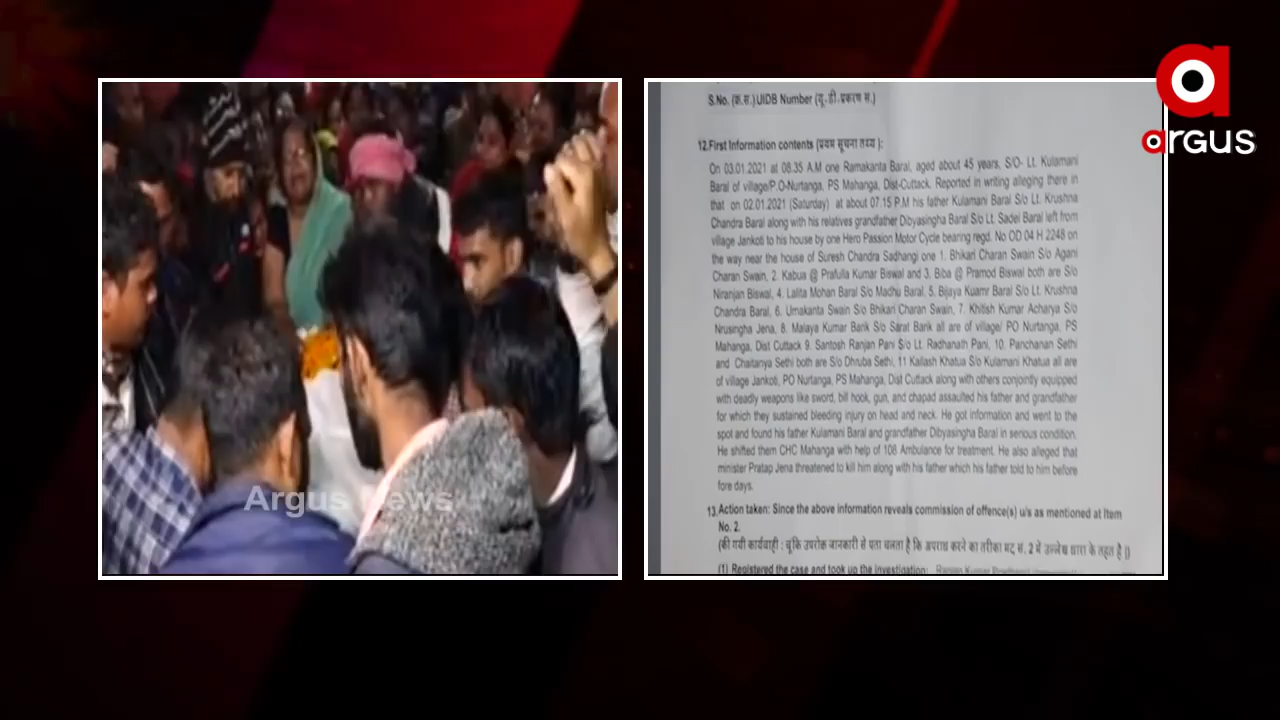 argus
Argus News
S.No. (क.स.) UIDB Number (यू.-डी.-प्रकरण स.)
12.First Information contents (प्रथम सूचना तथ्य ):
On 03.01.2021 at 08.35 A.M one Ramakanta Baral, aged about 45 years, S/O- Lt. Kulamani
Baral of village/P.O-Nurtanga, PS Mahanga, Dist-Cuttack. Reported in writing alleging there in
that on 02.01.2021 (Saturday) at about 07.15 P.M his father Kulamani Baral S/o Lt. Krushna
Chandra Baral along with his relatives grandfather Dibyasingha Baral S/o Lt. Sadei Baral left from
village Jankoti to his house by one Hero Passion Motor Cycle bearing regd. No OD 04 H 2248 on
the way near the house of Suresh Chandra Sadhangi one 1. Bhikari Charan Swain S/o Agani
Charan Swain, 2. Kabua @ Prafulla Kumar Biswal and 3. Biba @ Pramod Biswal both are S/o
Niranjan Biswal, 4. Lalita Mohan Baral S/o Madhu Baral, 5. Bijaya Kuamr Baral S/o Lt. Krushna
Chandra Baral, 6. Umakanta Swain S/o Bhikari Charan Swain, 7. Khitish Kumar Acharya S/o
Nrusingha Jena, 8. Malaya Kumar Barik S/o Sarat Barik all are of village/ PO Nurtanga, PS
Mahanga, Dist Cuttack 9. Santosh Ranjan Pani S/o Lt. Radhanath Pani, 10. Panchanan Sethi
and Chaitanya Sethi both are S/o Dhruba Sethi, 11 Kailash Khatua S/o Kulamani Khatua all are
of village Jankoti, PO Nurtanga, PS Mahanga, Dist Cuttack along with others conjointly equipped
with deadly weapons like sword, bill hook, gun, and chapad assaulted his father and grandfather
for which they sustained bleeding injury on head and neck. He got information and went to the
spot and found his father Kulamani Baral and grandfather Dibyasingha Baral in serious condition.
He shifted them CHC Mahanga with help of 108 Ambulance for treatment. He also alleged that
minister Pratap Jena threatened to kill him along with his father which his father told to him before
fore days.
13.Action taken: Since the above information reveals commission of offence(s) u/s as mentioned at Item
No. 2.
(की गयी कार्यवाही : चूंकि उपरोक्त जानकारी से पता चलता है कि अपराध करने का तरीका मद् सं. 2 में उल्लेख धारा के तहत है |)
(1) Registered the case and took up the investigation: Ranjan Kumar